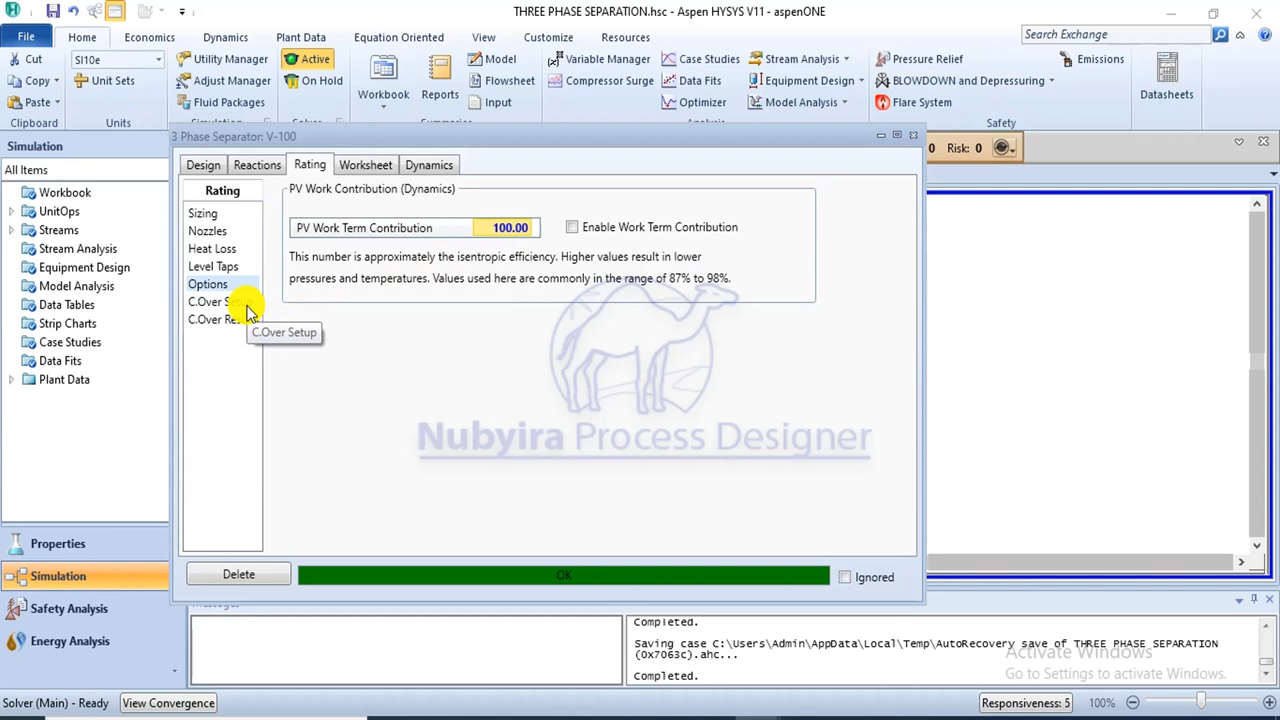 THREE PHASE SEPARATION.hsc - Aspen HYSYS V11 - aspenONE
File Home Economics Dynamics Plant Data Equation Oriented View Customize Resources Search Exchange
Cut SI10e Utility Manager Active Model Variable Manager Case Studies Stream Analysis Pressure Relief Emissions
Copy Unit Sets Adjust Manager On Hold Flowsheet Compressor Surge Data Fits Equipment Design BLOWDOWN and Depressuring
Workbook Reports Datasheets
Paste Fluid Packages Input Optimizer Model Analysis Flare System
Clipboard Units Safety
Simulation
All Items
Workbook
UnitOps
Streams
Stream Analysis
Equipment Design
Model Analysis
Data Tables
Strip Charts
Case Studies
Data Fits
Plant Data
Properties
Simulation
Safety Analysis
Energy Analysis
3 Phase Separator: V-100
0 Risk: 0
Design Reactions Rating Worksheet Dynamics
Rating
Sizing
Nozzles
Heat Loss
Level Taps
Options
C.Over Setup
C.Over
C.Over Setup
PV Work Contribution (Dynamics)
PV Work Term Contribution 100.00 Enable Work Term Contribution
This number is approximately the isentropic efficiency. Higher values result in lower
pressures and temperatures. Values used here are commonly in the range of 87% to 98%.
Nubyira Process Designer
Delete OK Ignored
Completed.
Saving case C:\Users\Admin\AppData\Local\Temp\AutoRecovery save of THREE PHASE SEPARATION
(0x7063c).ahc...
Completed.
Activate Windows
Go to Settings to activate Windows.
Solver (Main) - Ready View Convergence Responsiveness: 5 100%